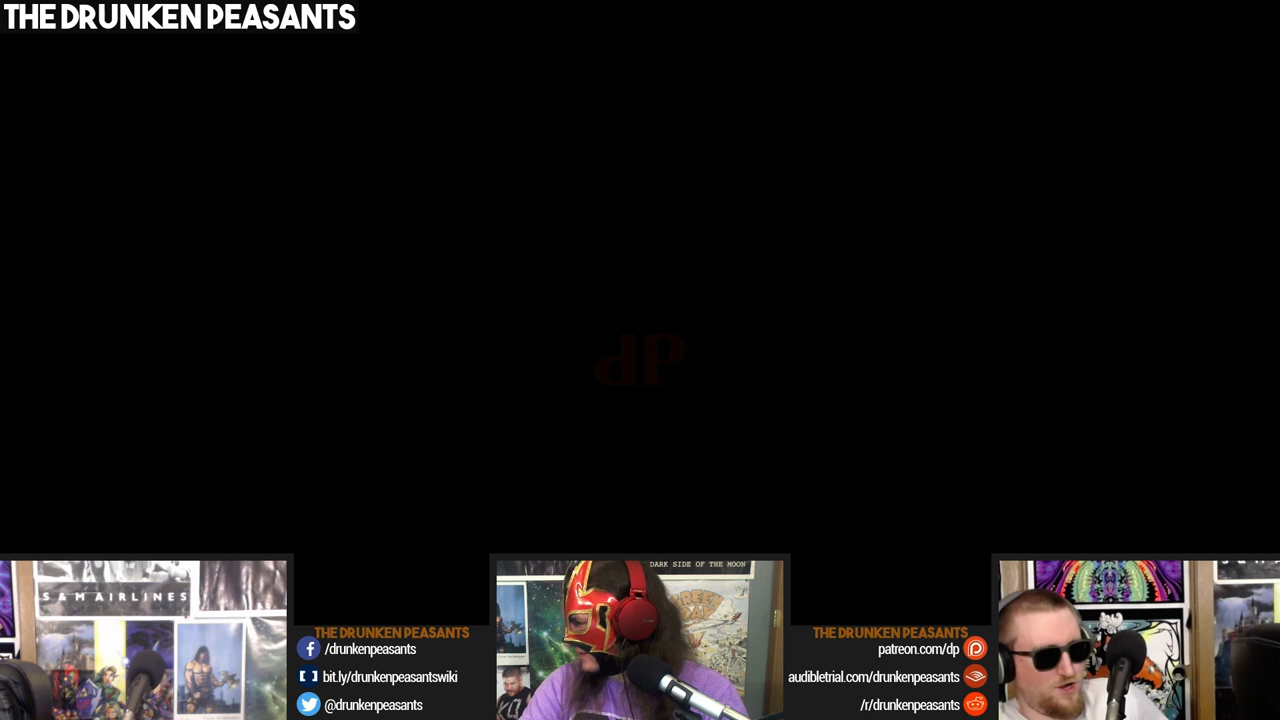 THE DRUNKEN PEASANTS
dP
S & M AIRLINES
DARK SIDE OF THE MOON
THE DRUNKEN PEASANTS
/drunkenpeasants
bit.ly/drunkenpeasantswiki
@drunkenpeasants
THE DRUNKEN PEASANTS
patreon.com/dp
audibletrial.com/drunkenpeasants
/r/drunkenpeasants